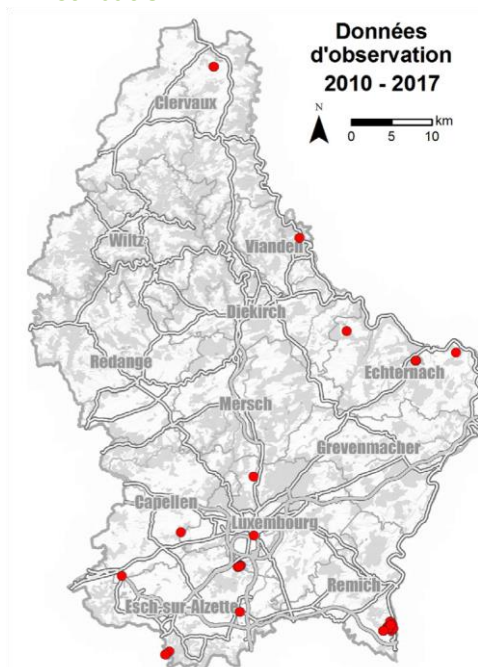 Données
d'observation
2010 - 2017
N
km
0 5 10
Clervaux
Wiltz
Vianden
Diekirch
Redange
Echternach
Mersch
Grevenmacher
Capellen
Luxembourg
Remich
Esch-sur-Alzette